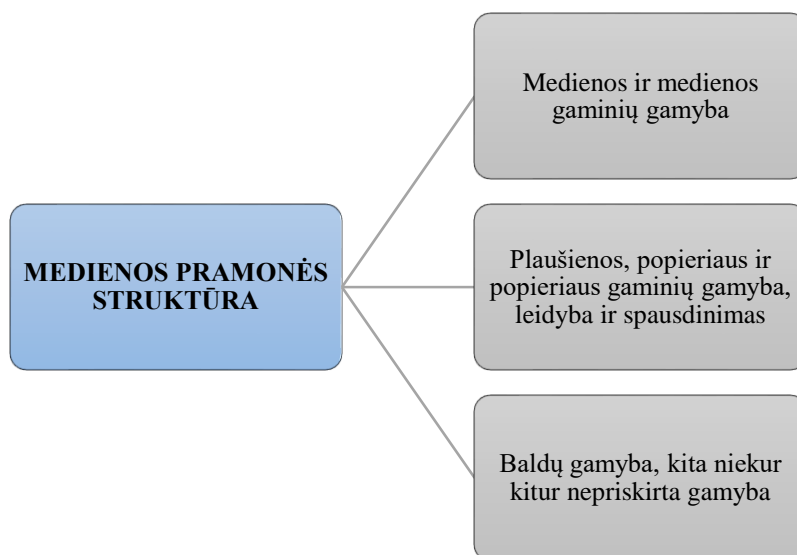 MEDIENOS PRAMONĖS
STRUKTŪRA
Medienos ir medienos
gaminių gamyba
Plaušienos, popieriaus ir
popieriaus gaminių gamyba,
leidyba ir spausdinimas
Baldų gamyba, kita niekur
kitur nepriskirta gamyba